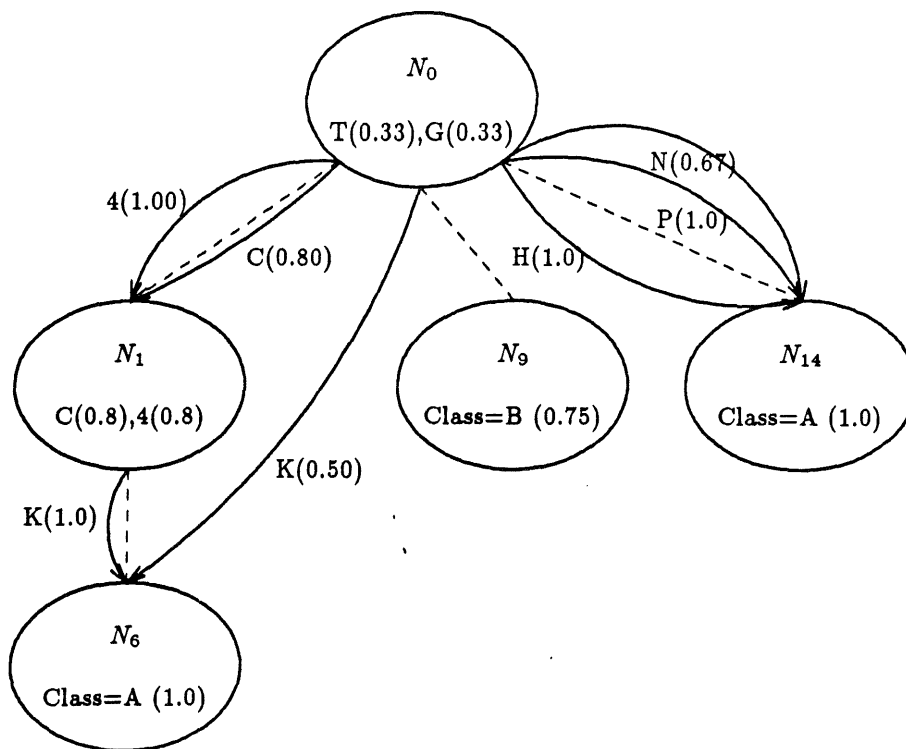 N₀
T(0.33),G(0.33)
N(0.67)
4(1.00)
P(1.0)
C(0.80)
H(1.0)
N₁
C(0.8),4(0.8)
N₉
Class=B (0.75)
N₁₄
Class=A (1.0)
K(0.50)
K(1.0)
N₆
Class=A (1.0)